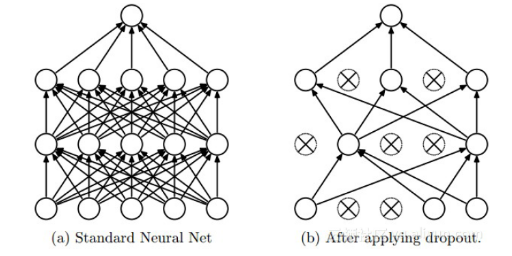 (a) Standard Neural Net
(b) After applying dropout.